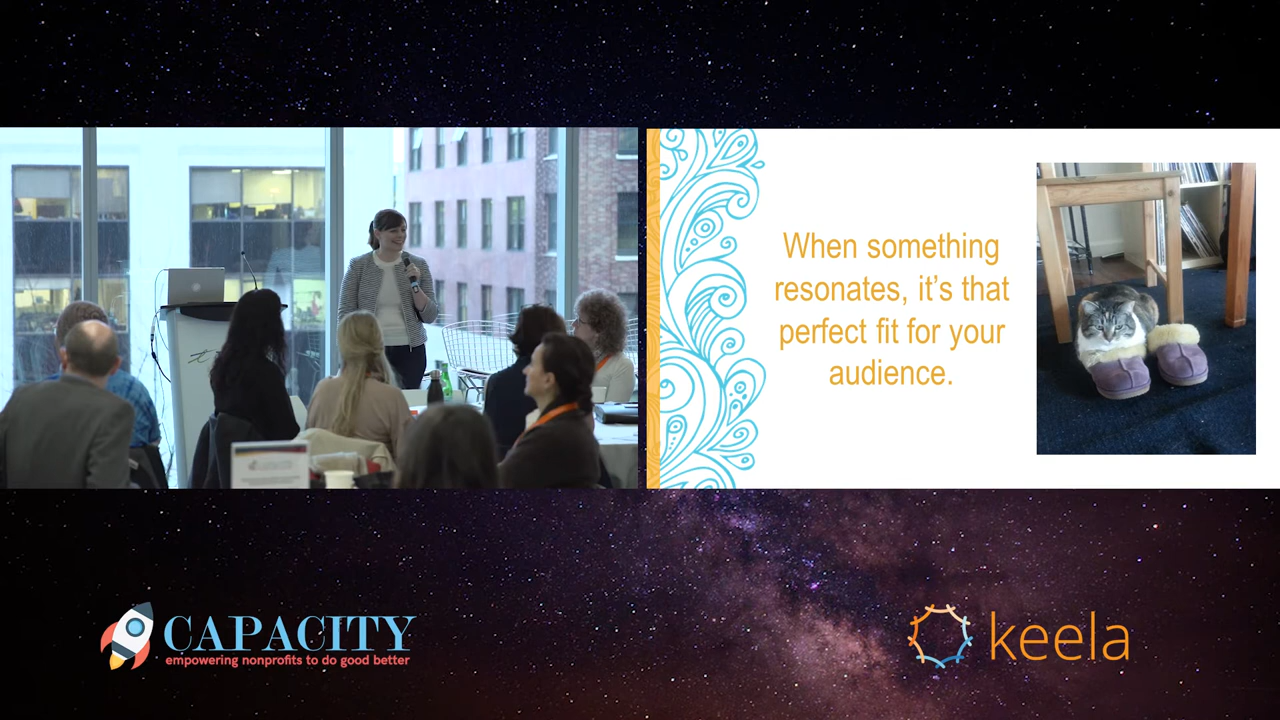 When something
resonates, it's that
perfect fit for your
audience.
CAPACITY
empowering nonprofits to do good better
keela